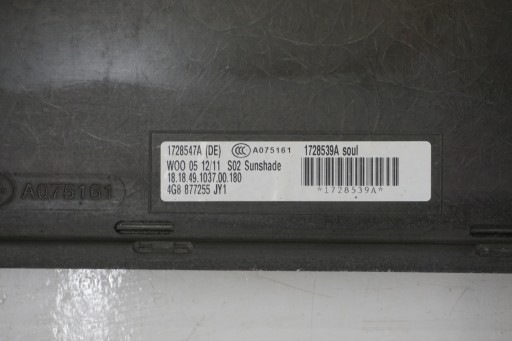 1728547A (DE) CCC A075161 1728539A soul
WOO 05 12/11 S02 Sunshade
18.18.49.1037.00.180
4G8 877255 JY1
*1728539A*
A075161